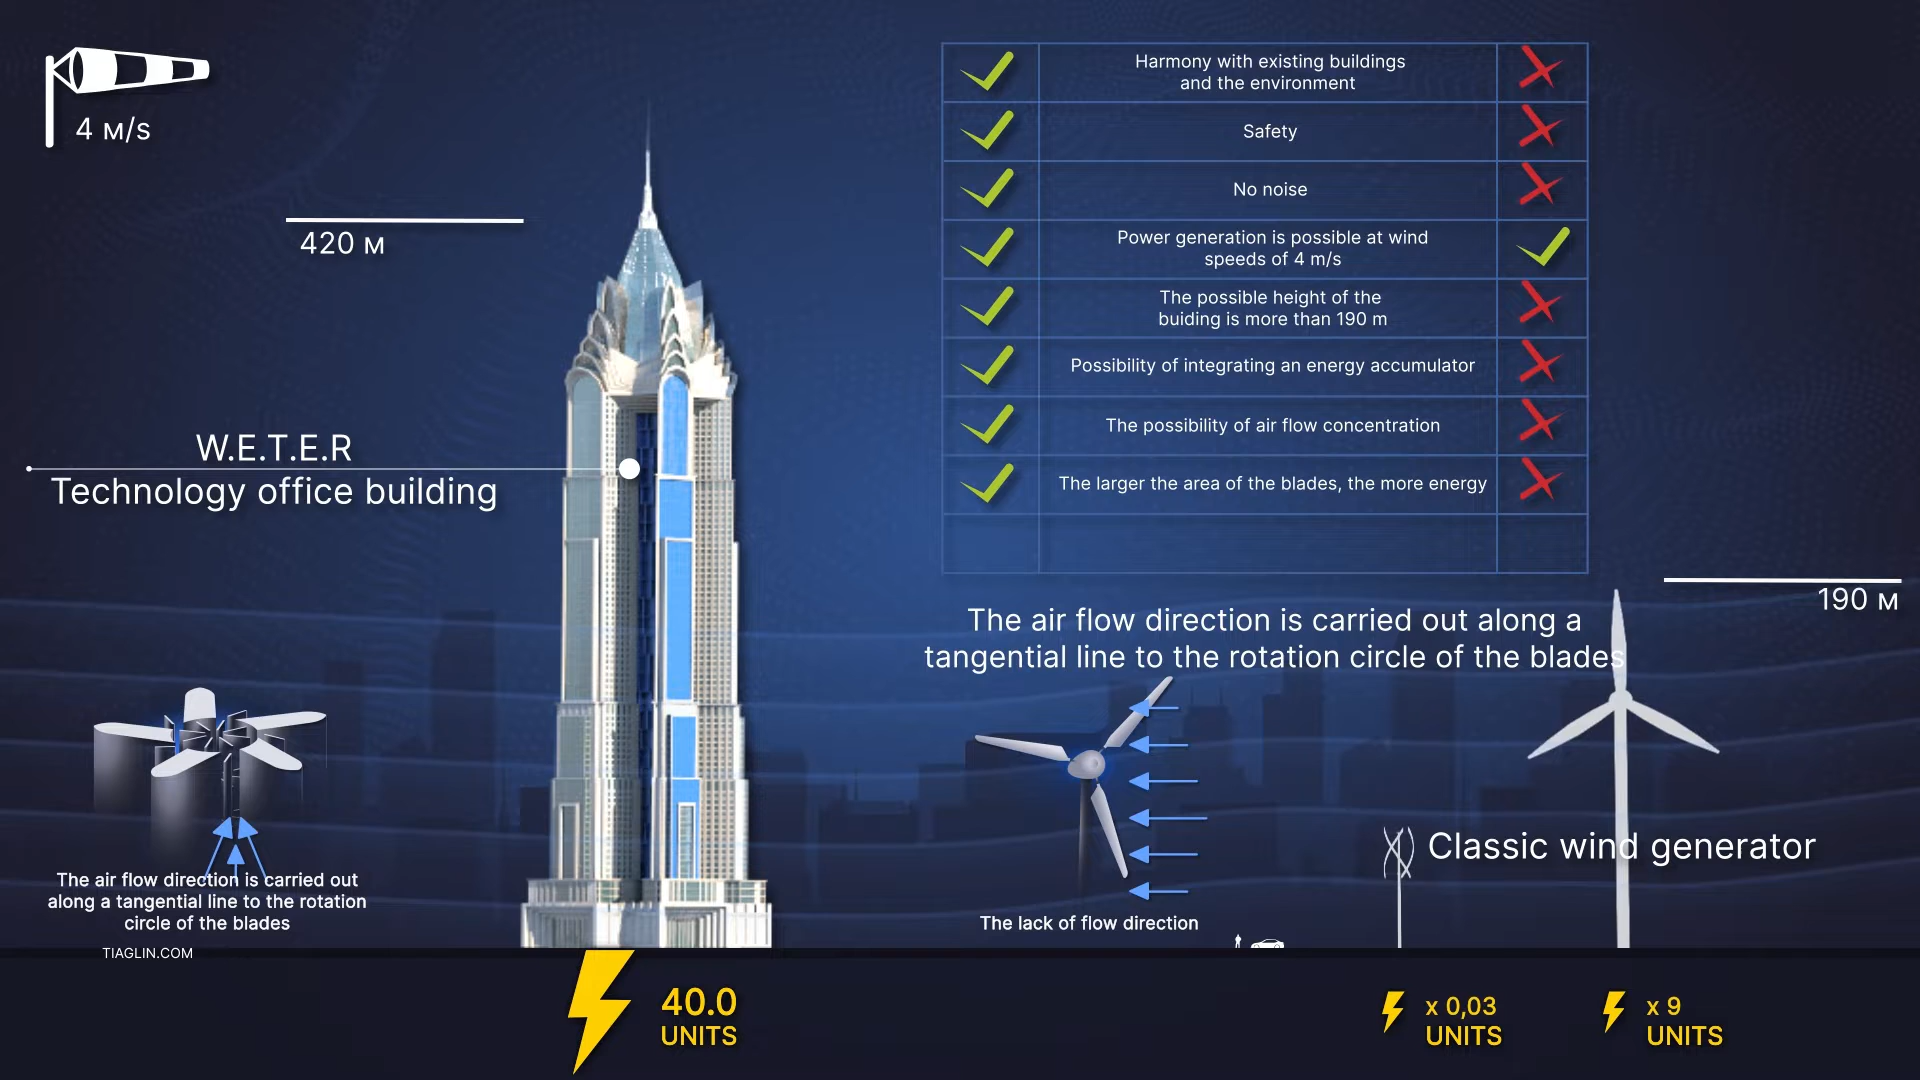 4 м/s
420 м
W.E.T.E.R
Technology office building
Harmony with existing buildings
and the environment
Safety
No noise
Power generation is possible at wind
speeds of 4 m/s
The possible height of the
buiding is more than 190 m
Possibility of integrating an energy accumulator
The possibility of air flow concentration
The larger the area of the blades, the more energy
190 м
The air flow direction is carried out along a
tangential line to the rotation circle of the blades
Classic wind generator
The air flow direction is carried out
along a tangential line to the rotation
circle of the blades
The lack of flow direction
TIAGLIN.COM
40.0
UNITS
x 0,03
UNITS
x 9
UNITS